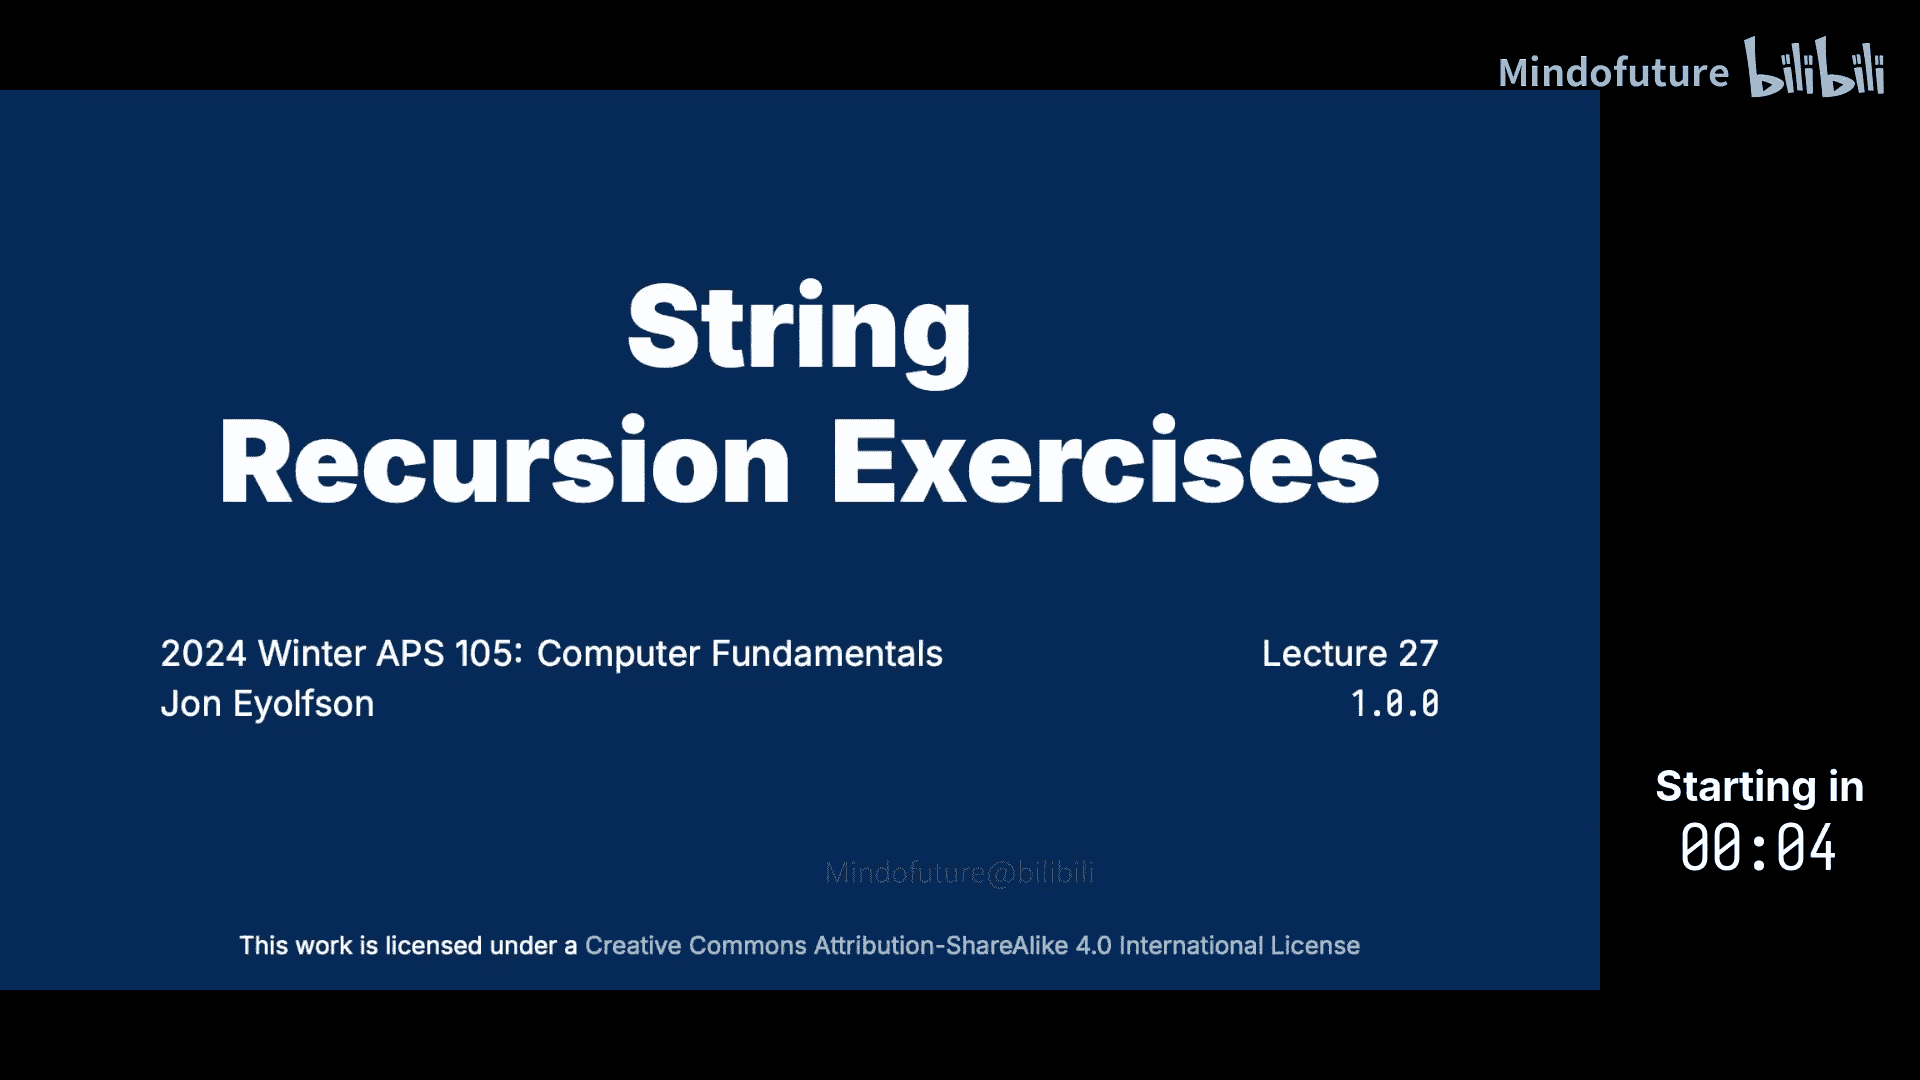 Mindofuture bilibili
String
Recursion Exercises
2024 Winter APS 105: Computer Fundamentals
Jon Eyolfson
Lecture 27
1.0.0
Starting in
00:04
Mindofuture@bilibili
This work is licensed under a Creative Commons Attribution-ShareAlike 4.0 International License